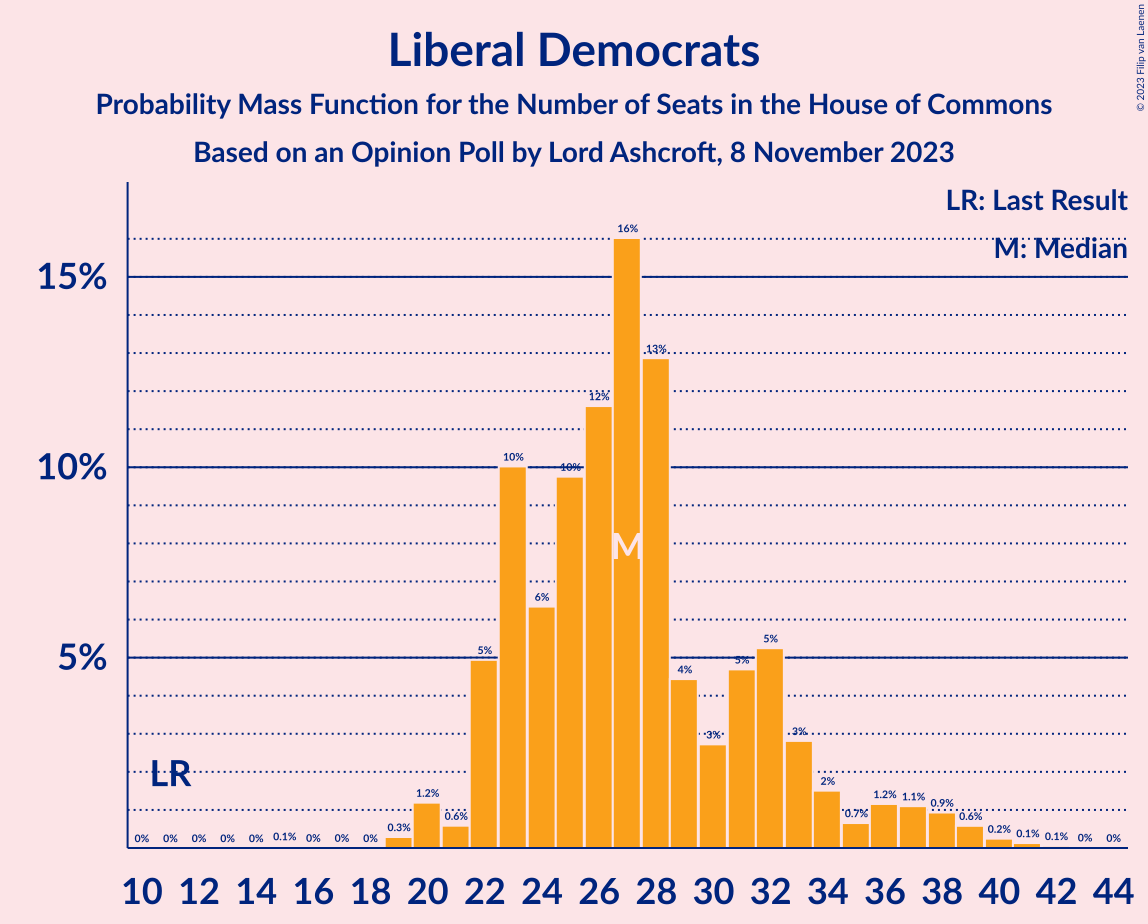 Liberal Democrats
Probability Mass Function for the Number of Seats in the House of Commons
Based on an Opinion Poll by Lord Ashcroft, 8 November 2023
© 2023 Filip van Laenen
LR: Last Result
M: Median
15%
10%
5%
0% 0% 0% 0% 0% 0.1% 0% 0% 0% 0.3% 1.2% 0.6% 5% 10% 6% 10% 12% 16% 13% 4% 3% 5% 5% 3% 2% 0.7% 1.2% 1.1% 0.9% 0.6% 0.2% 0.1% 0.1% 0% 0%
M
LR
10 12 14 16 18 20 22 24 26 28 30 32 34 36 38 40 42 44